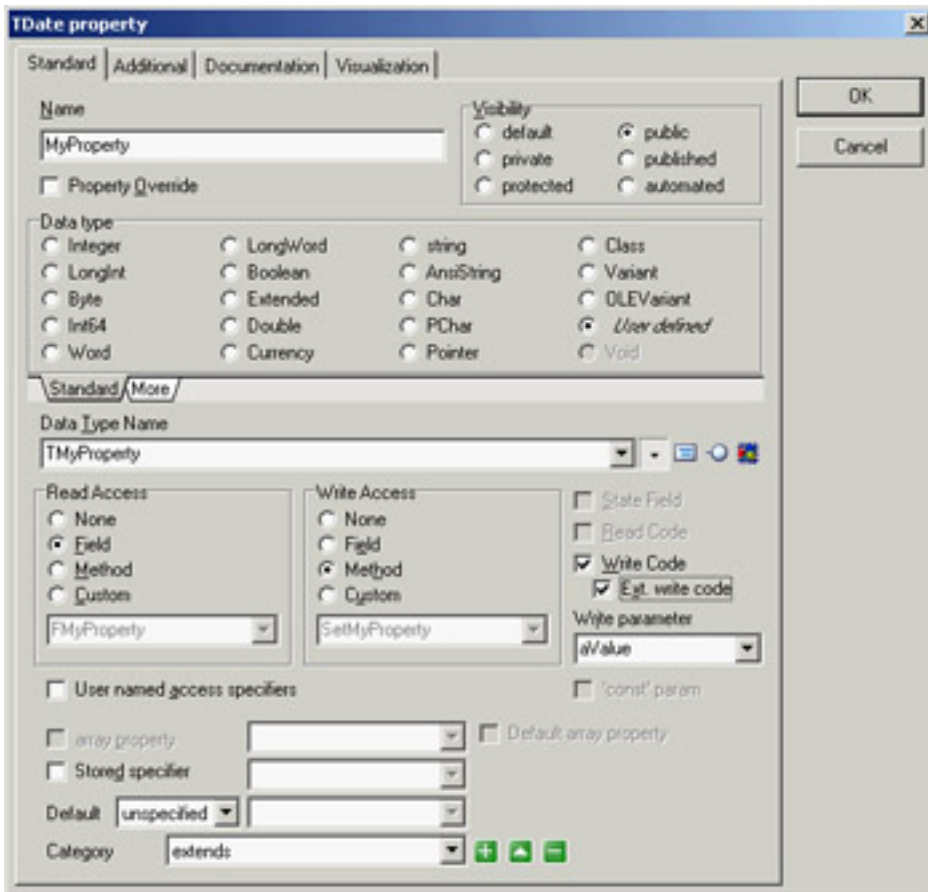 TDate property
Standard Additional Documentation Visualization
Name
MyProperty
Property Override
Visibility
default public
private published
protected automated
OK
Cancel
Data type
Integer LongWord string Class
LongInt Boolean AnsiString Variant
Byte Extended Char OLEVariant
Int64 Double PChar User defined
Word Currency Pointer Void
Standard More
Data Type Name
TMyProperty
Read Access Write Access
None None State Field
Field Field Read Code
Method Method Write Code
Custom Custom Ext. write code
FMyProperty SetMyProperty Write parameter
aValue
User named access specifiers 'const' param
array property Default array property
Stored specifier
Default unspecified
Category extends